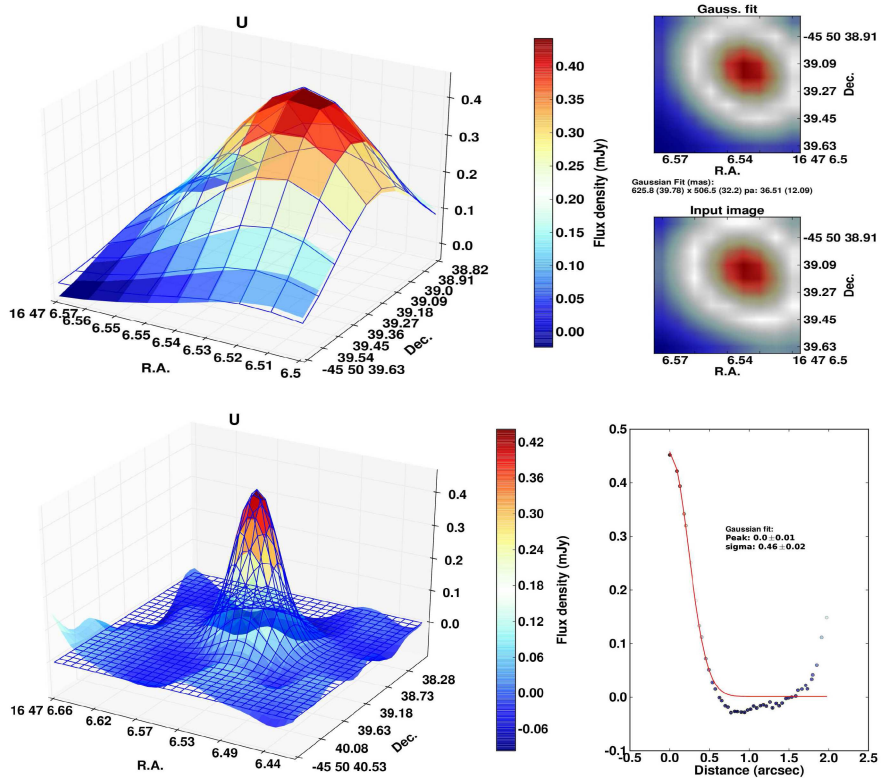 U
0.4
0.3
0.2
0.1
0.0
16 47 6.57
6.56
6.55
6.55
6.54
6.53
6.52
6.51
6.5
R.A.
38.82
38.91
39.0
39.09
39.18
39.27
39.36
39.45
39.54
-45 50 39.63
Dec.
0.40
0.35
0.30
0.25
0.20
0.15
0.10
0.05
0.00
Flux density (mJy)
Gauss. fit
-45 50 38.91
39.09
39.27
39.45
39.63
Dec.
6.57
6.54
16 47 6.5
R.A.
Gaussian Fit (mas):
625.8 (39.78) x 506.5 (32.2) pa: 36.51 (12.09)
Input image
-45 50 38.91
39.09
39.27
39.45
39.63
Dec.
6.57
6.54
16 47 6.5
R.A.
U
0.4
0.3
0.2
0.1
0.0
16 47 6.66
6.62
6.57
6.53
6.49
6.44
R.A.
38.28
38.73
39.18
39.63
40.08
-45 50 40.53
Dec.
0.42
0.36
0.30
0.24
0.18
0.12
0.06
0.00
-0.06
Flux density (mJy)
0.5
0.4
0.3
0.2
0.1
0.0
-0.1
-0.5
0.0
0.5
1.0
1.5
2.0
2.5
Distance (arcsec)
Gaussian fit:
Peak: 0.0±0.01
sigma: 0.46±0.02